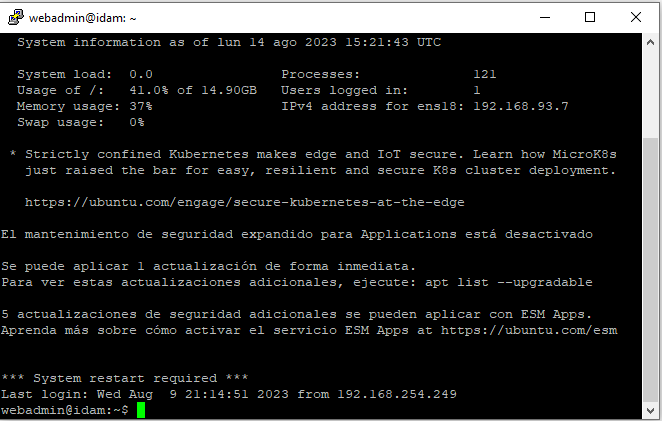 webadmin@idam: ~
System information as of lun 14 ago 2023 15:21:43 UTC
System load: 0.0 Processes: 121
Usage of /: 41.0% of 14.90GB Users logged in: 1
Memory usage: 37% IPv4 address for ens18: 192.168.93.7
Swap usage: 0%
* Strictly confined Kubernetes makes edge and IoT secure. Learn how MicroK8s
just raised the bar for easy, resilient and secure K8s cluster deployment.
https://ubuntu.com/engage/secure-kubernetes-at-the-edge
El mantenimiento de seguridad expandido para Applications está desactivado
Se puede aplicar 1 actualización de forma inmediata.
Para ver estas actualizaciones adicionales, ejecute: apt list --upgradable
5 actualizaciones de seguridad adicionales se pueden aplicar con ESM Apps.
Aprenda más sobre cómo activar el servicio ESM Apps at https://ubuntu.com/esm
*** System restart required ***
Last login: Wed Aug  9 21:14:51 2023 from 192.168.254.249
webadmin@idam:~$